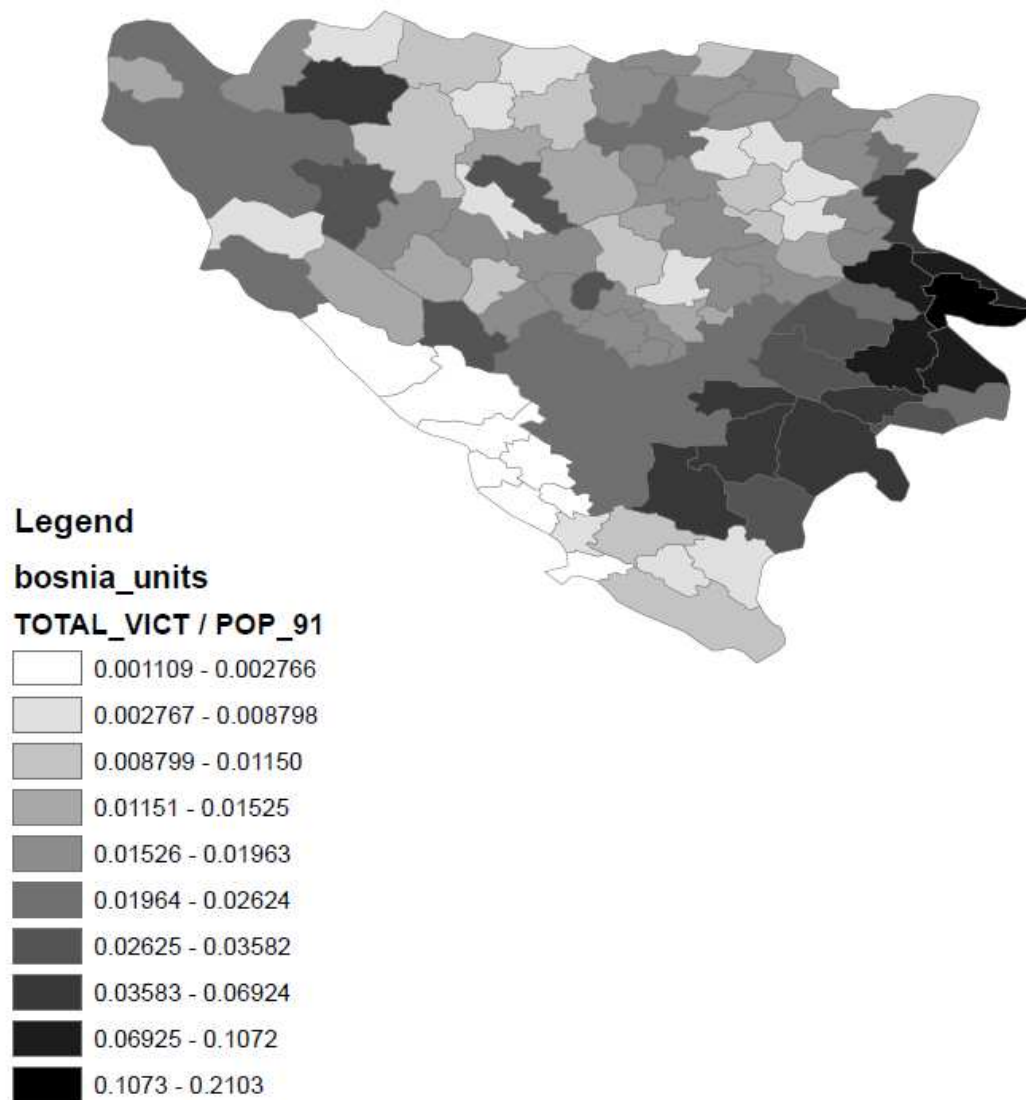 Legend
bosnia_units
TOTAL_VICT / POP_91
0.001109 - 0.002766
0.002767 - 0.008798
0.008799 - 0.01150
0.01151 - 0.01525
0.01526 - 0.01963
0.01964 - 0.02624
0.02625 - 0.03582
0.03583 - 0.06924
0.06925 - 0.1072
0.1073 - 0.2103